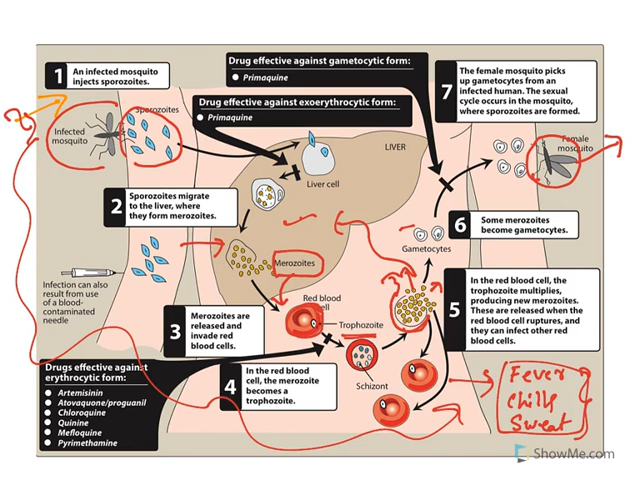 Drug effective against gametocytic form:
Primaquine
1
An infected mosquito
injects sporozoites.
Sporozoites
Infected
mosquito
Drug effective against exoerythrocytic form:
Primaquine
7
The female mosquito picks
up gametocytes from an
infected human. The sexual
cycle occurs in the mosquito,
where sporozoites are formed.
Female
mosquito
LIVER
Liver cell
2
Sporozoites migrate
to the liver, where
they form merozoites.
6
Some merozoites
become gametocytes.
Gametocytes
Merozoites
Infection can also
result from use of
a blood-
contaminated
needle
3
Merozoites are
released and
invade red
blood cells.
Red blood
cell
Trophozoite
Schizont
5
In the red blood cell, the
trophozoite multiplies,
producing new merozoites.
These are released when the
red blood cell ruptures, and
they can infect other red
blood cells.
4
In the red blood
cell, the merozoite
becomes a
trophozoite.
Drugs effective against
erythrocytic form:
Artemisinin
Atovaquone/proguanil
Chloroquine
Quinine
Mefloquine
Pyrimethamine
Fever
chills
Sweat
ShowMe.com